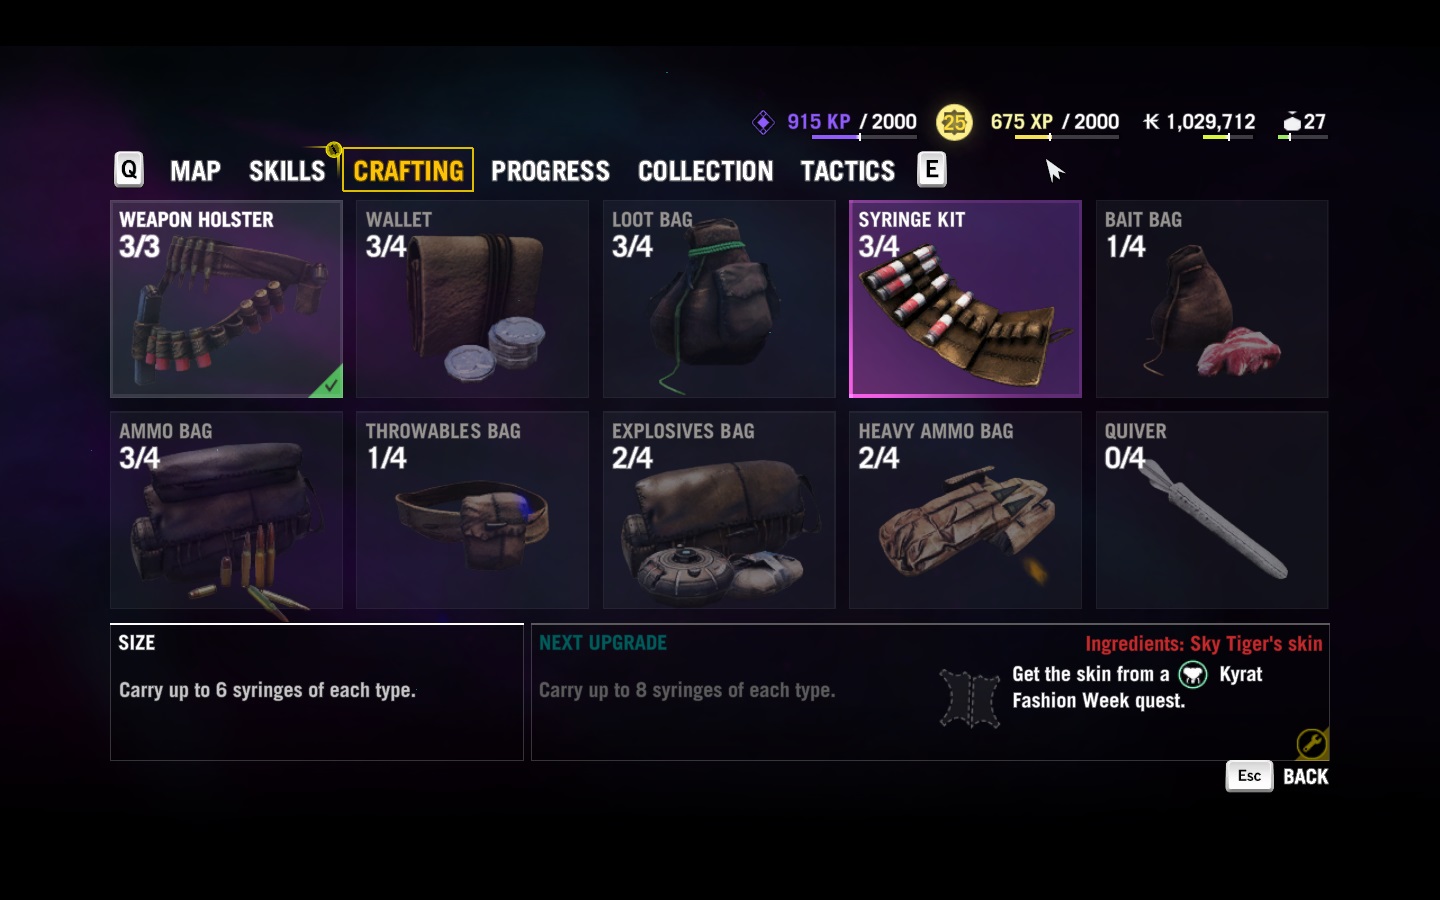 915 KP / 2000 25 675 XP / 2000 1,029,712 27
Q MAP SKILLS CRAFTING PROGRESS COLLECTION TACTICS E
WEAPON HOLSTER
3/3
WALLET
3/4
LOOT BAG
3/4
SYRINGE KIT
3/4
BAIT BAG
1/4
AMMO BAG
3/4
THROWABLES BAG
1/4
EXPLOSIVES BAG
2/4
HEAVY AMMO BAG
2/4
QUIVER
0/4
SIZE
Carry up to 6 syringes of each type.
NEXT UPGRADE
Carry up to 8 syringes of each type.
Ingredients: Sky Tiger's skin
Get the skin from a Kyrat
Fashion Week quest.
Esc BACK